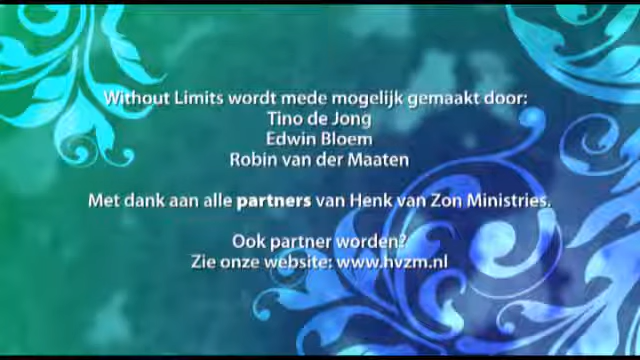 Without Limits wordt mede mogelijk gemaakt door:
Tino de Jong
Edwin Bloem
Robin van der Maaten
Met dank aan alle partners van Henk van Zon Ministries.
Ook partner worden?
Zie onze website: www.hvzm.nl